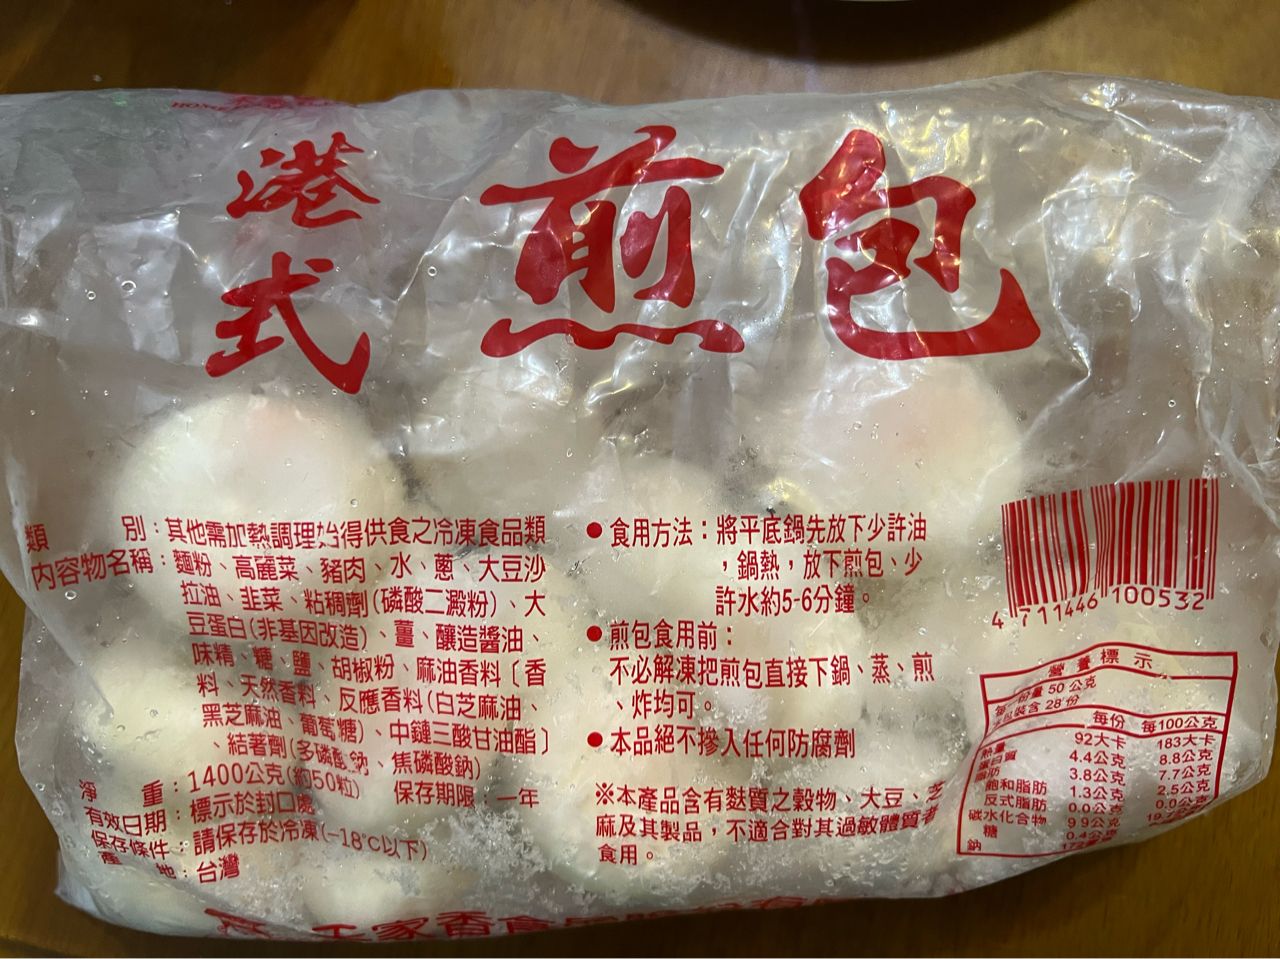 港式
煎包
類別：其他需加熱調理始得供食之冷凍食品類
內容物名稱：麵粉、高麗菜、豬肉、水、蔥、大豆沙
拉油、韭菜、粘稠劑(磷酸二澱粉)、大
豆蛋白(非基因改造)、薑、釀造醬油、
味精、糖、鹽、胡椒粉、麻油香料〔香
料、天然香料、反應香料(白芝麻油、
黑芝麻油、葡萄糖)、中鏈三酸甘油酯〕
、結著劑(多磷酸鈉、焦磷酸鈉)
淨重：1400公克(約50粒) 保存期限：一年
有效日期：標示於封口處
保存條件：請保存於冷凍(-18℃以下)
產地：台灣
●食用方法：將平底鍋先放下少許油
，鍋熱，放下煎包、少
許水約5-6分鐘。
●煎包食用前：
不必解凍把煎包直接下鍋、蒸、煎
、炸均可。
●本品絕不摻入任何防腐劑
※本產品含有麩質之穀物、大豆、芝
麻及其製品，不適合對其過敏體質者
食用。
4 711446 100532
營養標示
每一份量 50 公克
本包裝含 28 份
每份 每100公克
熱量 92大卡 183大卡
蛋白質 4.4公克 8.8公克
脂肪 3.8公克 7.7公克
飽和脂肪 1.3公克 2.5公克
反式脂肪 0.0公克 0.0公克
碳水化合物 9.9公克
糖 0.4公克
鈉
王家香食品